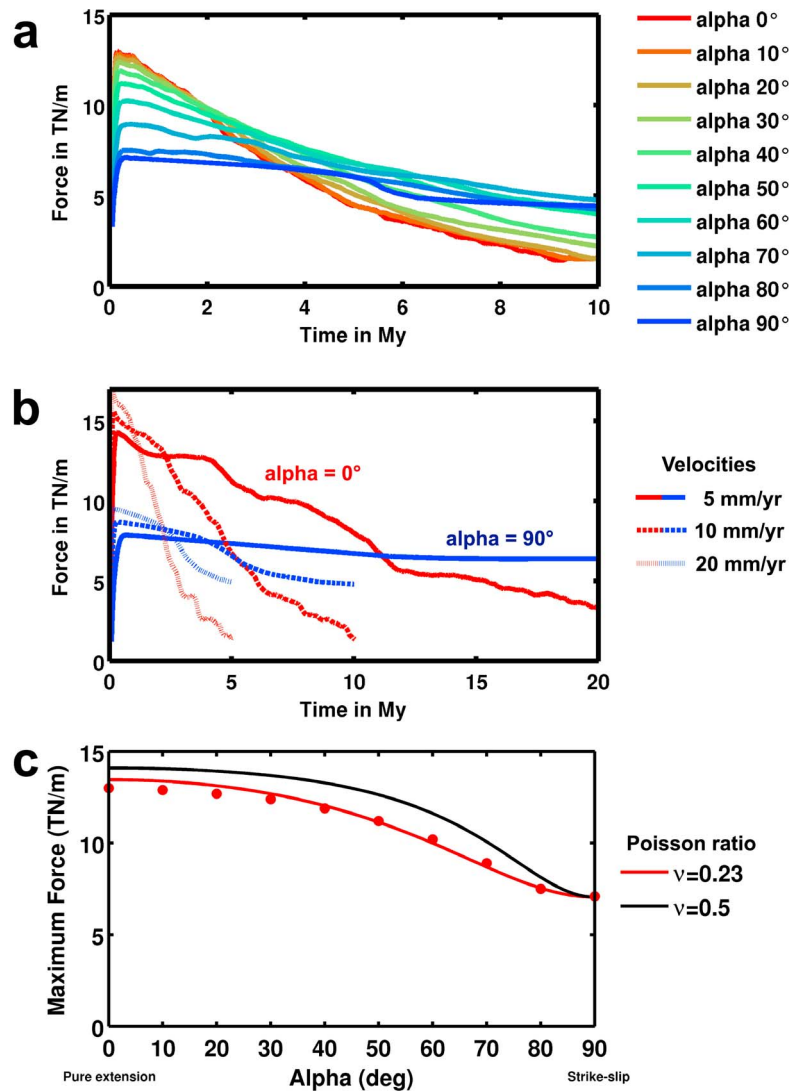 a
15
10
5
0
Force in TN/m
0 2 4 6 8 10
Time in My
alpha 0°
alpha 10°
alpha 20°
alpha 30°
alpha 40°
alpha 50°
alpha 60°
alpha 70°
alpha 80°
alpha 90°
b
15
10
5
0
Force in TN/m
alpha = 0°
alpha = 90°
0 5 10 15 20
Time in My
Velocities
5 mm/yr
10 mm/yr
20 mm/yr
c
15
10
5
0
Maximum Force (TN/m)
0 10 20 30 40 50 60 70 80 90
Pure extension
Alpha (deg)
Strike-slip
Poisson ratio
ν=0.23
ν=0.5